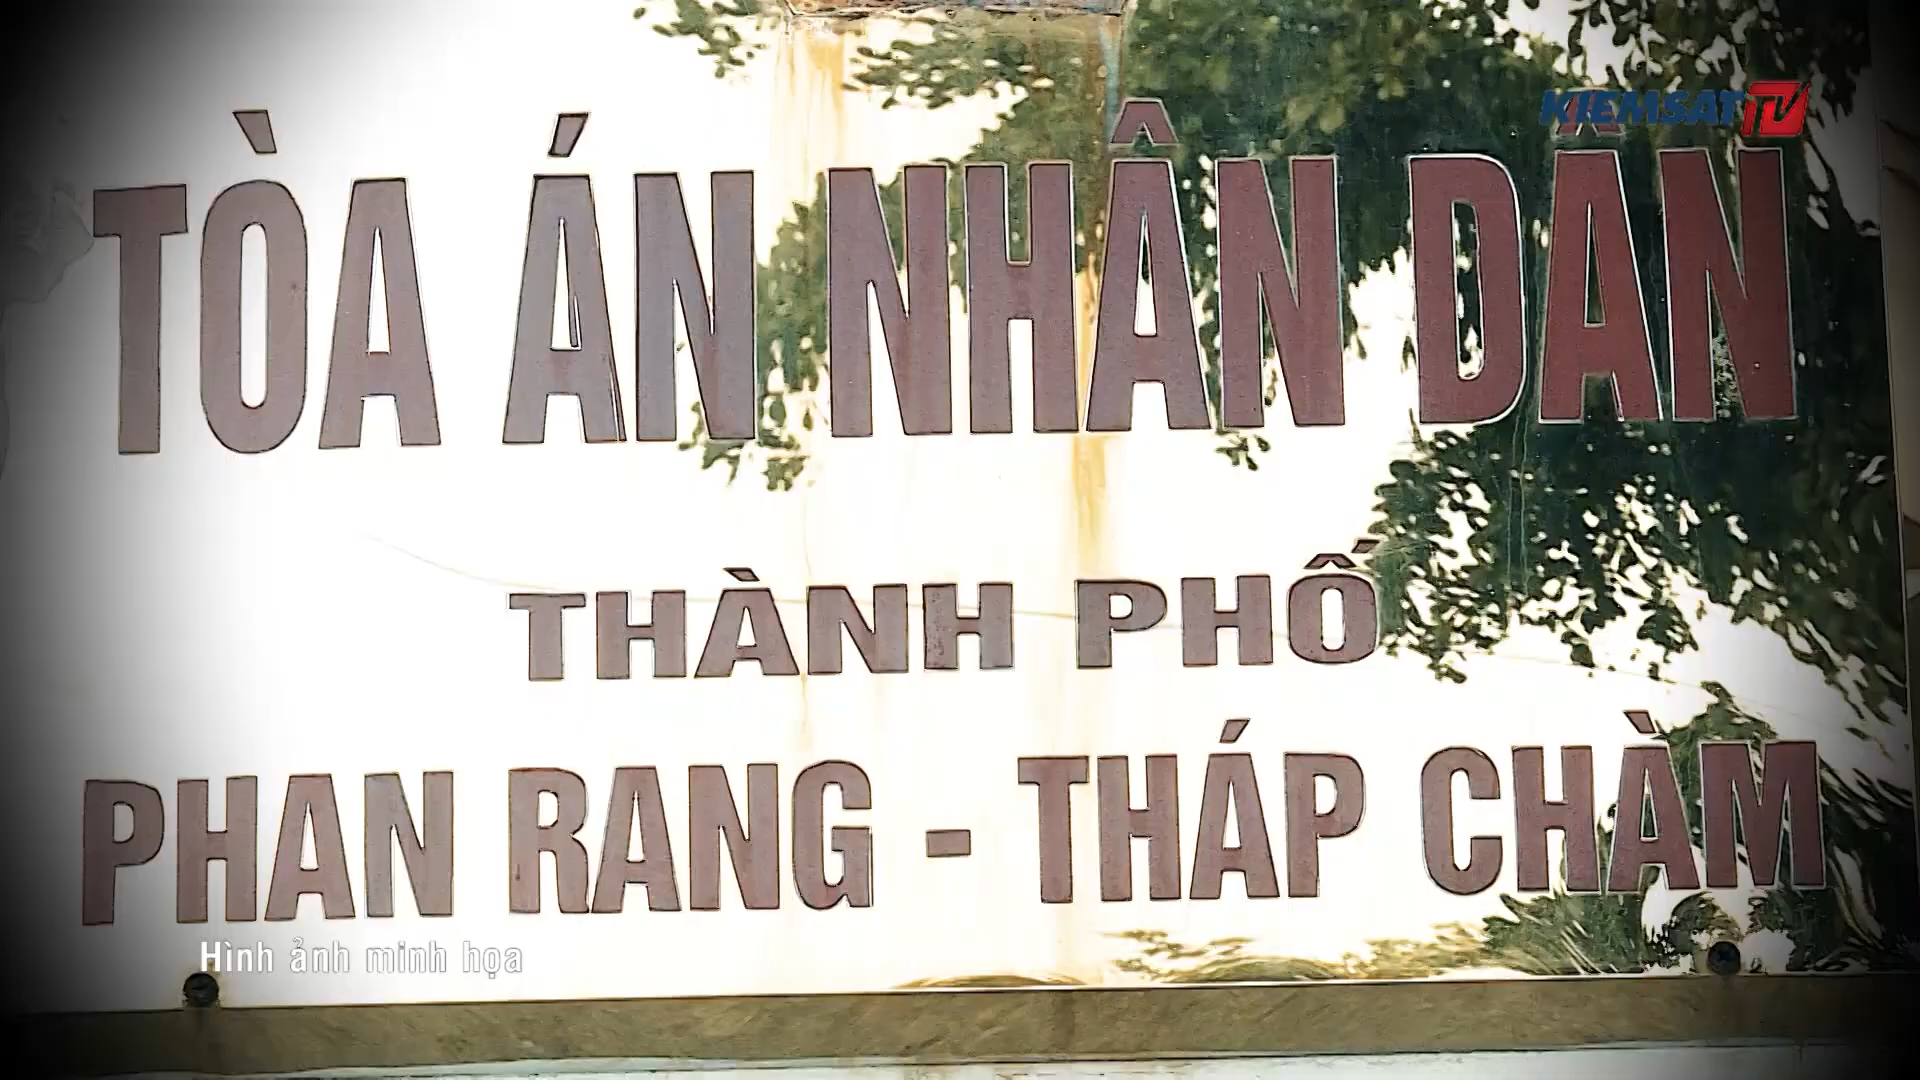 KIEMSAT TV
TÒA ÁN NHÂN DÂN
THÀNH PHỐ
PHAN RANG - THÁP CHÀM
Hình ảnh minh họa